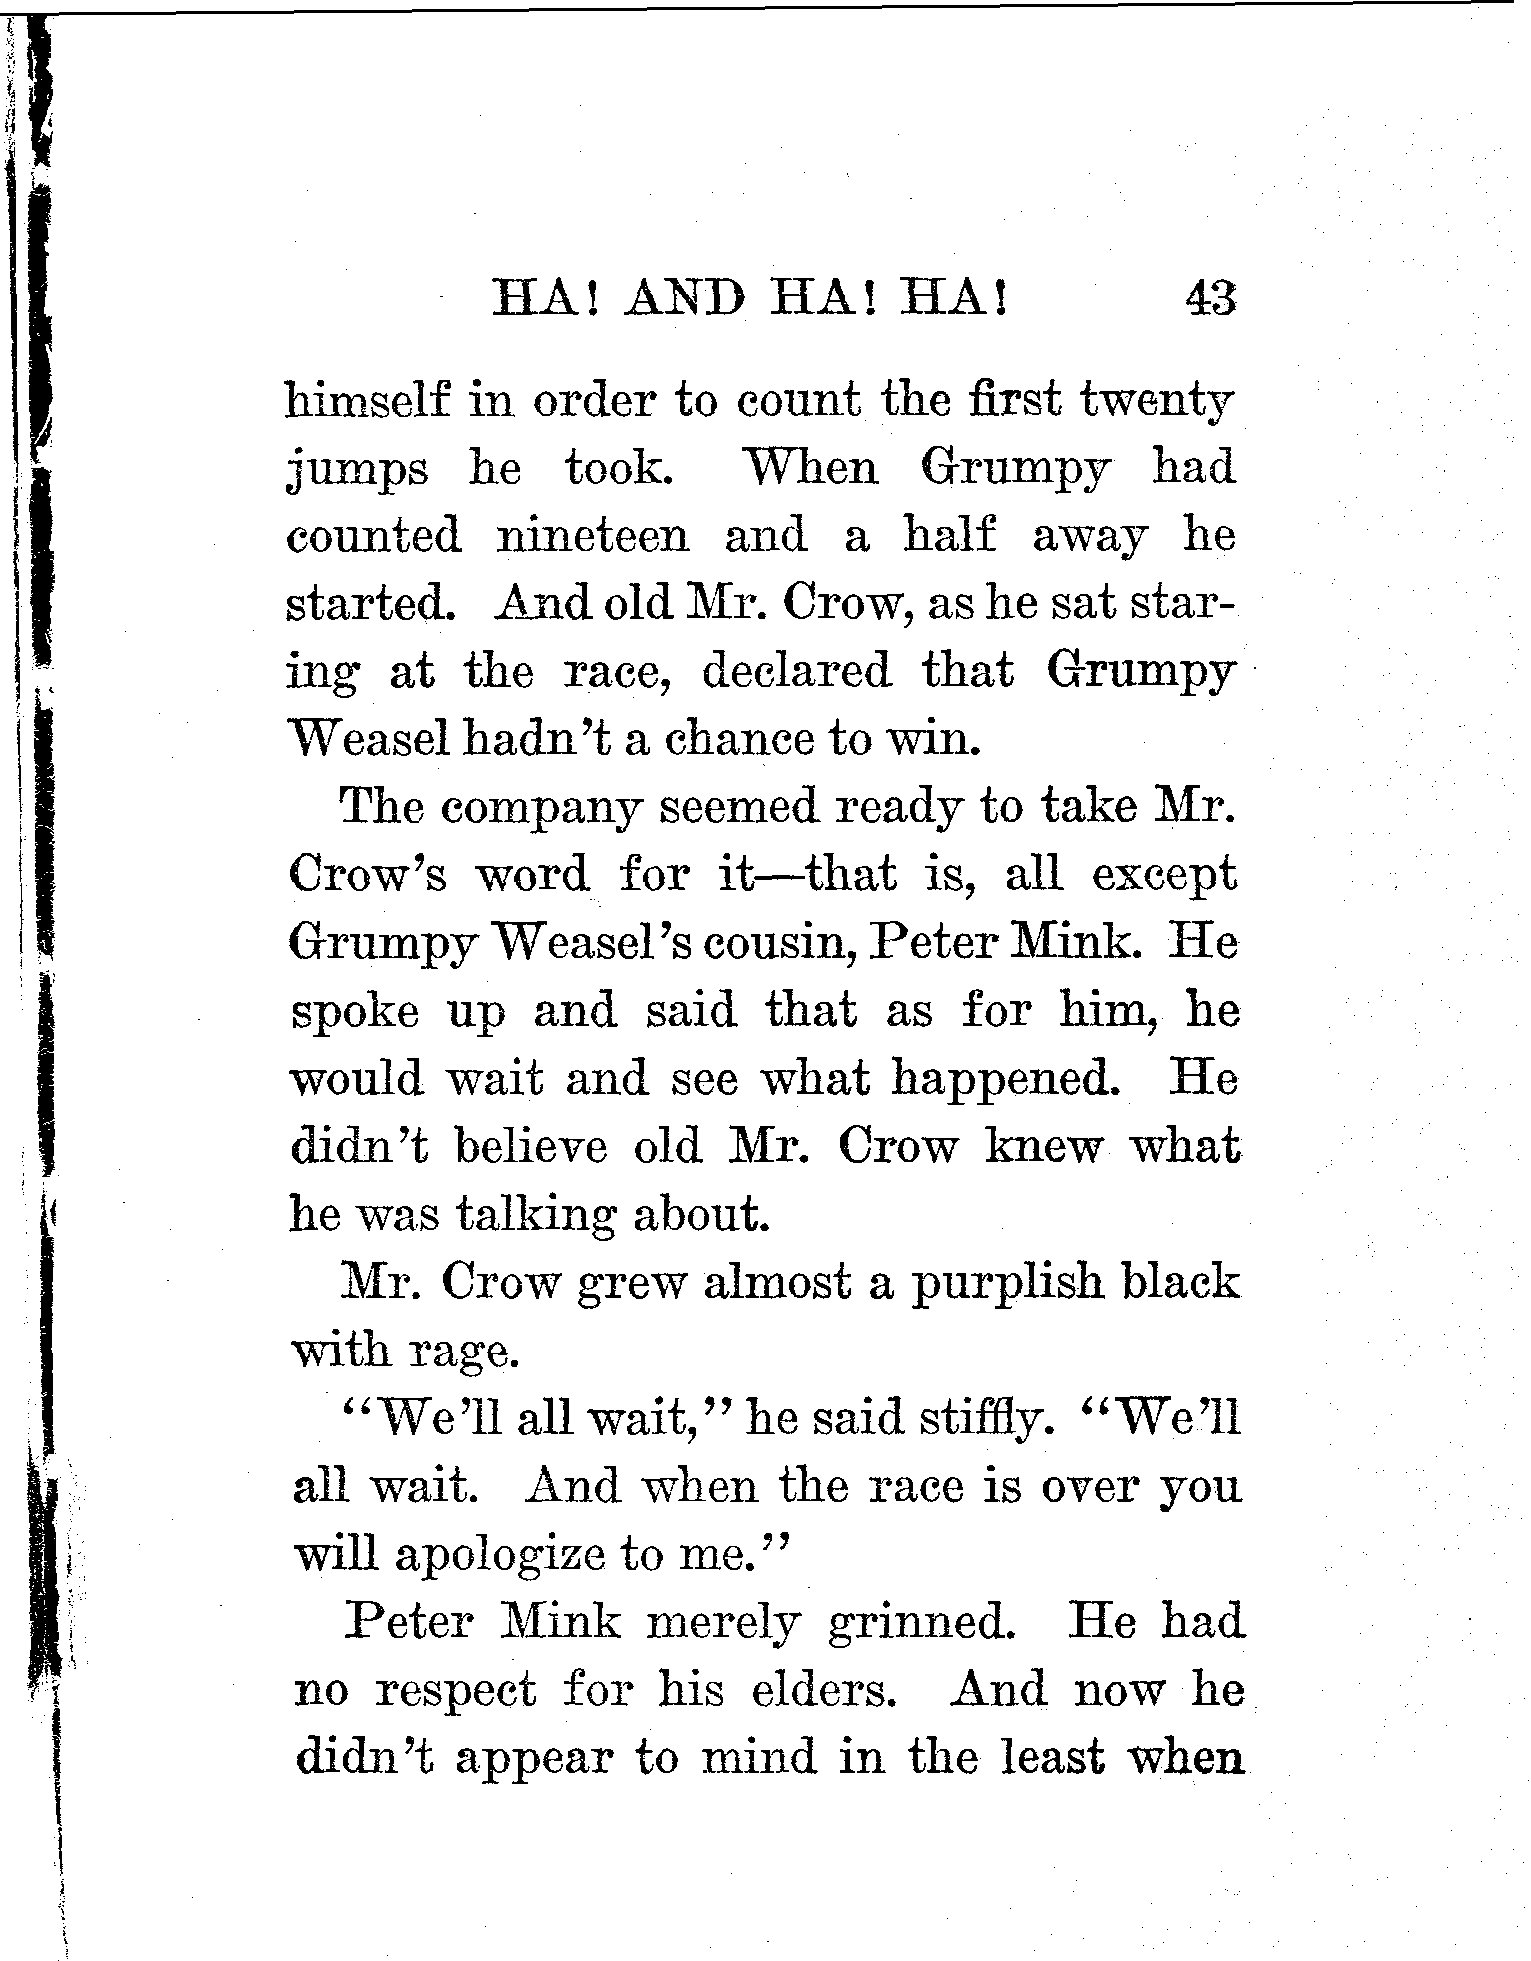 HA! AND HA! HA! 43
himself in order to count the first twenty
jumps he took. When Grumpy had
counted nineteen and a half away he
started. And old Mr. Crow, as he sat star-
ing at the race, declared that Grumpy
Weasel hadn't a chance to win.
The company seemed ready to take Mr.
Crow's word for it—that is, all except
Grumpy Weasel's cousin, Peter Mink. He
spoke up and said that as for him, he
would wait and see what happened. He
didn't believe old Mr. Crow knew what
he was talking about.
Mr. Crow grew almost a purplish black
with rage.
"We'll all wait," he said stiffly. "We'll
all wait. And when the race is over you
will apologize to me."
Peter Mink merely grinned. He had
no respect for his elders. And now he
didn't appear to mind in the least when